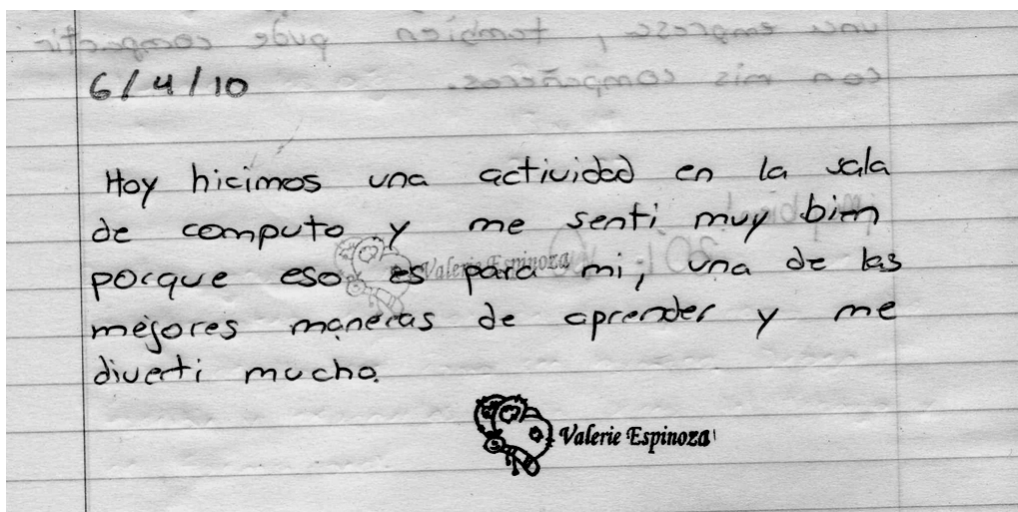 6/4/10
Hoy hicimos una actividad en la sala
de computo y me senti muy bien
porque eso es para mi, una de las
mejores maneras de aprender y me
diverti mucho.
Valerie Espinoza